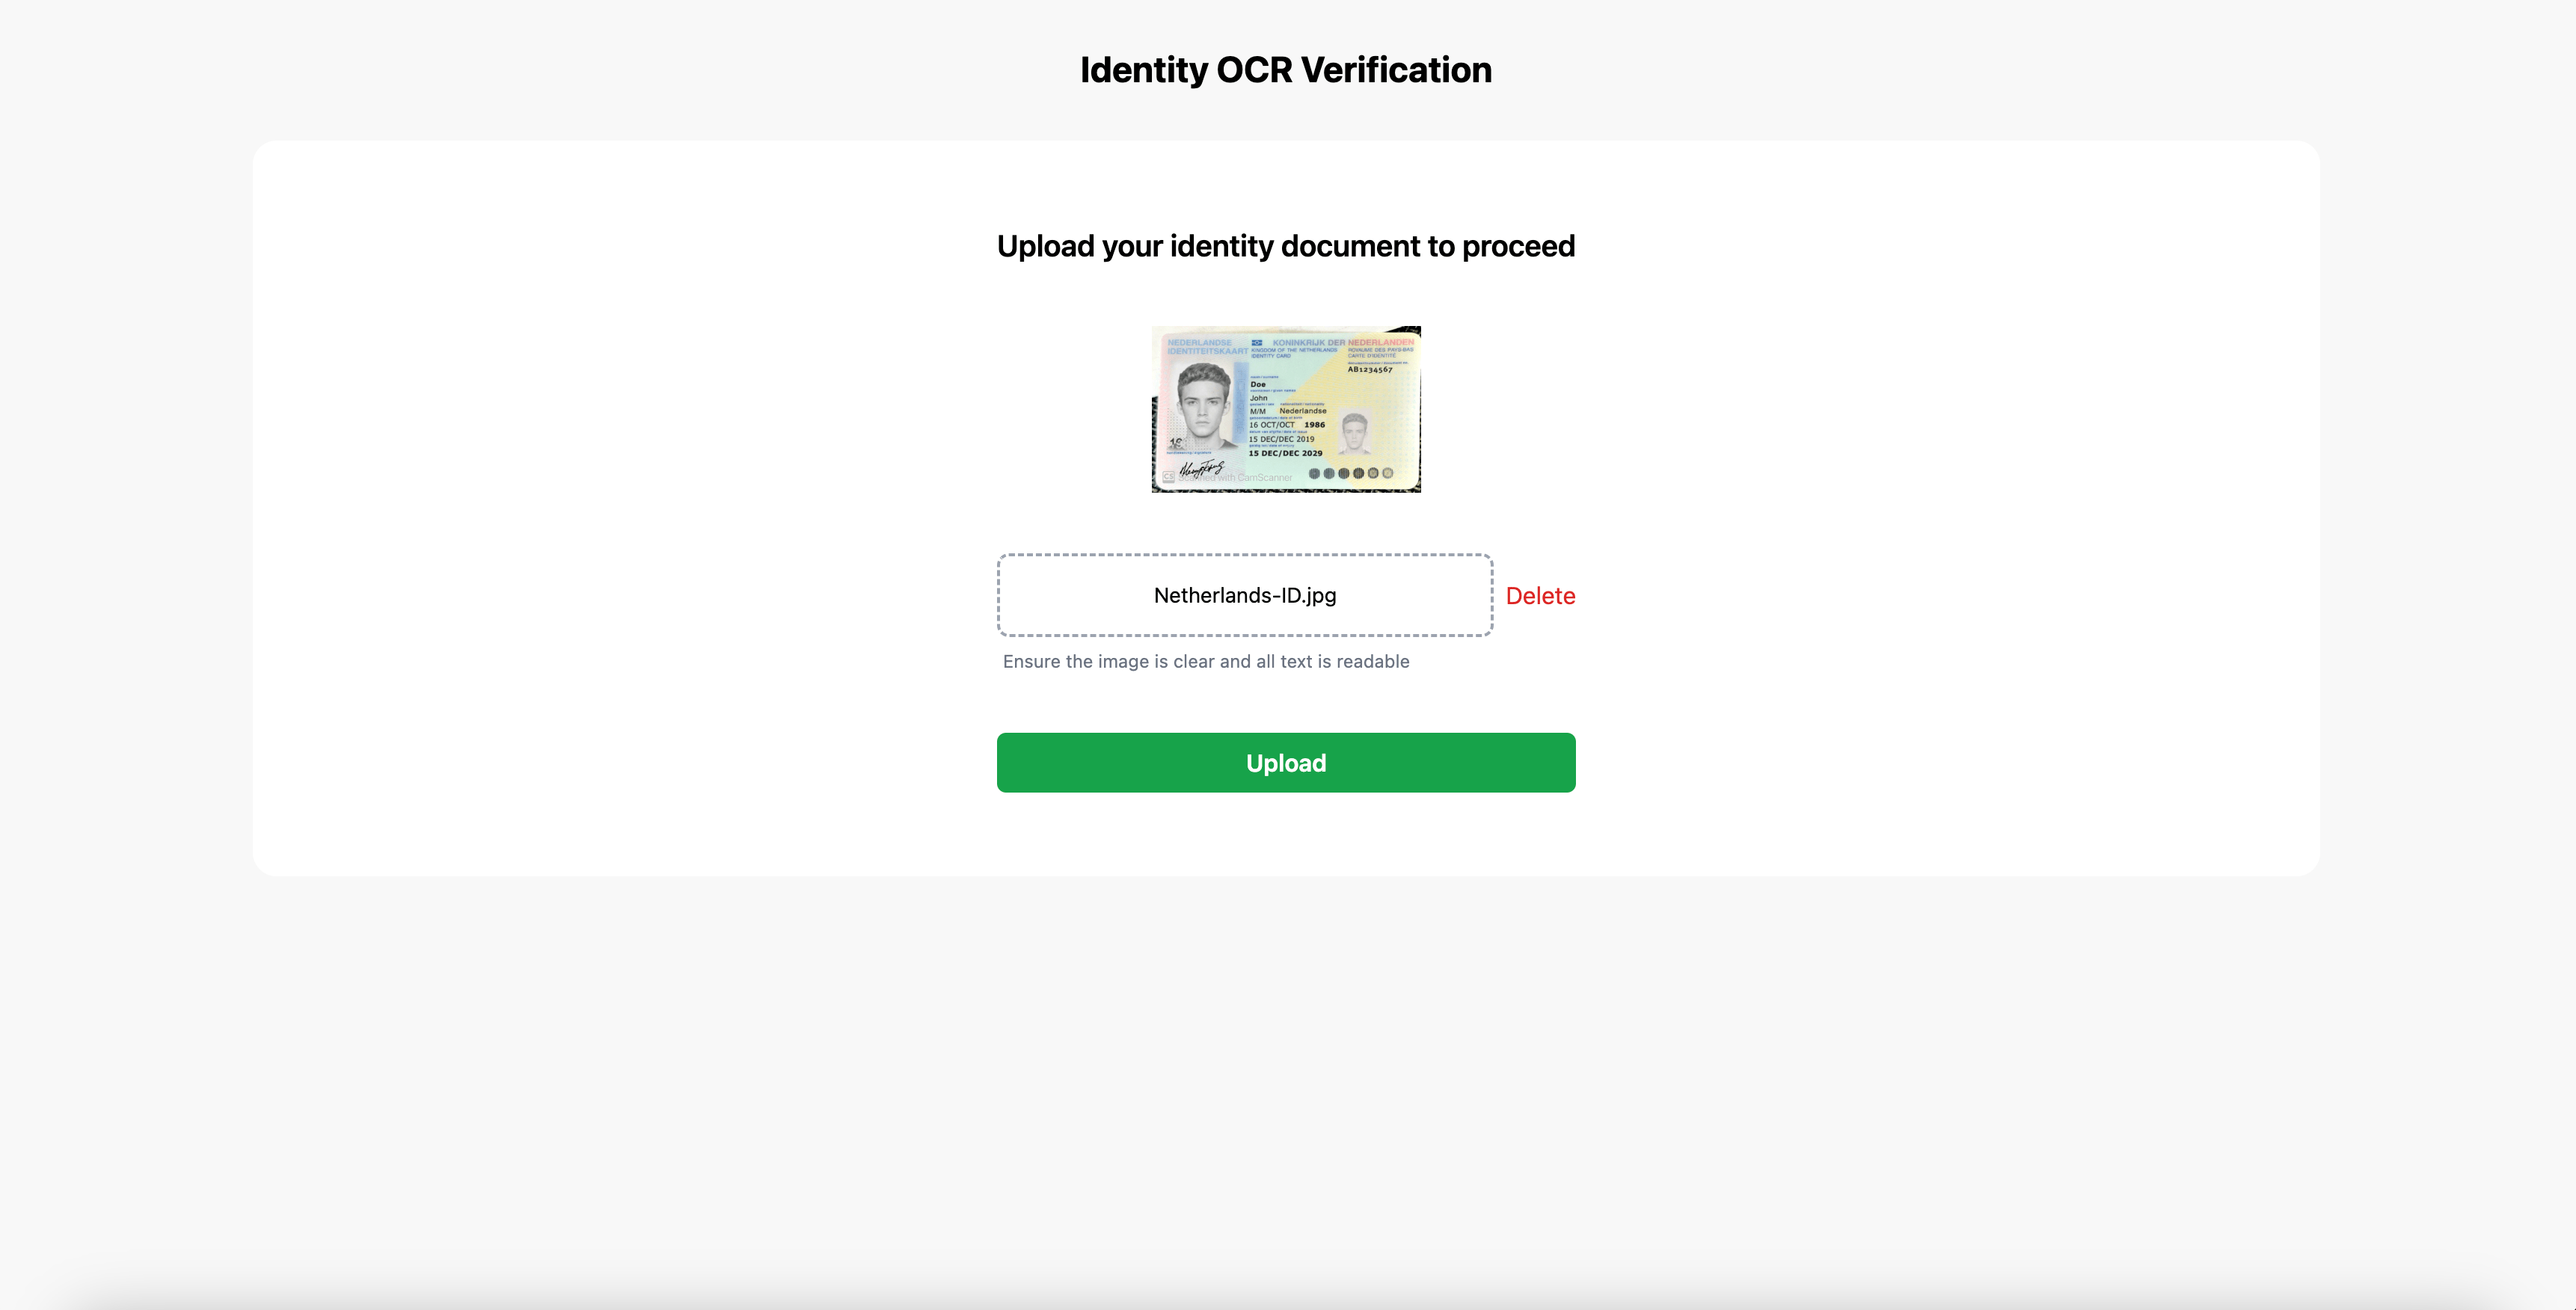 Identity OCR Verification
Upload your identity document to proceed
NEDERLANDSE
IDENTITEITSKAART
KONINKRIJK DER NEDERLANDEN
KINGDOM OF THE NETHERLANDS
IDENTITY CARD
ROYAUME DES PAYS-BAS
CARTE D'IDENTITÉ
AB1234567
Doe
John
M/M Nederlandse
16 OCT/OCT 1986
15 DEC/DEC 2019
15 DEC/DEC 2029
CS Scanned with CamScanner
Netherlands-ID.jpg
Delete
Ensure the image is clear and all text is readable
Upload